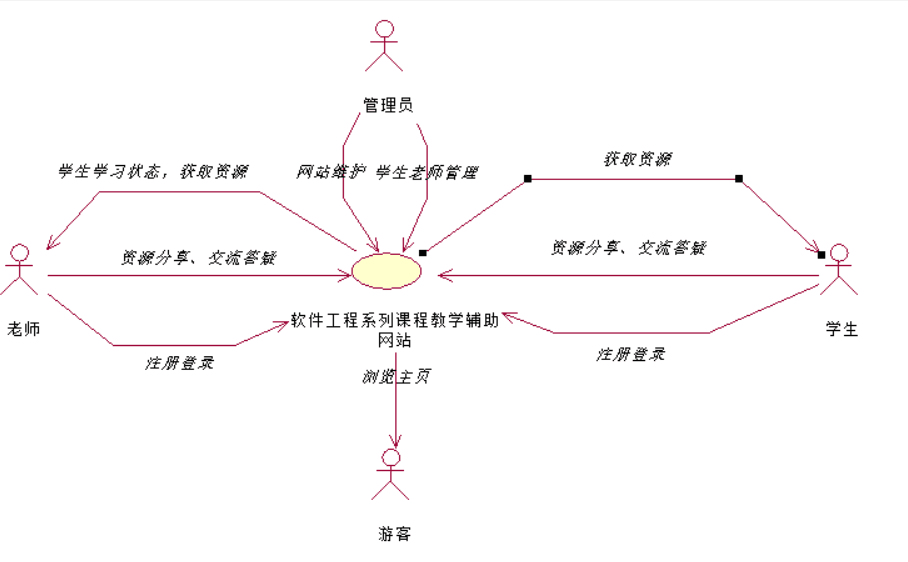 管理员
学生学习状态，获取资源
网站维护
学生老师管理
获取资源
资源分享、交流答疑
资源分享、交流答疑
老师
软件工程系列课程教学辅助
网站
学生
注册登录
注册登录
浏览主页
游客